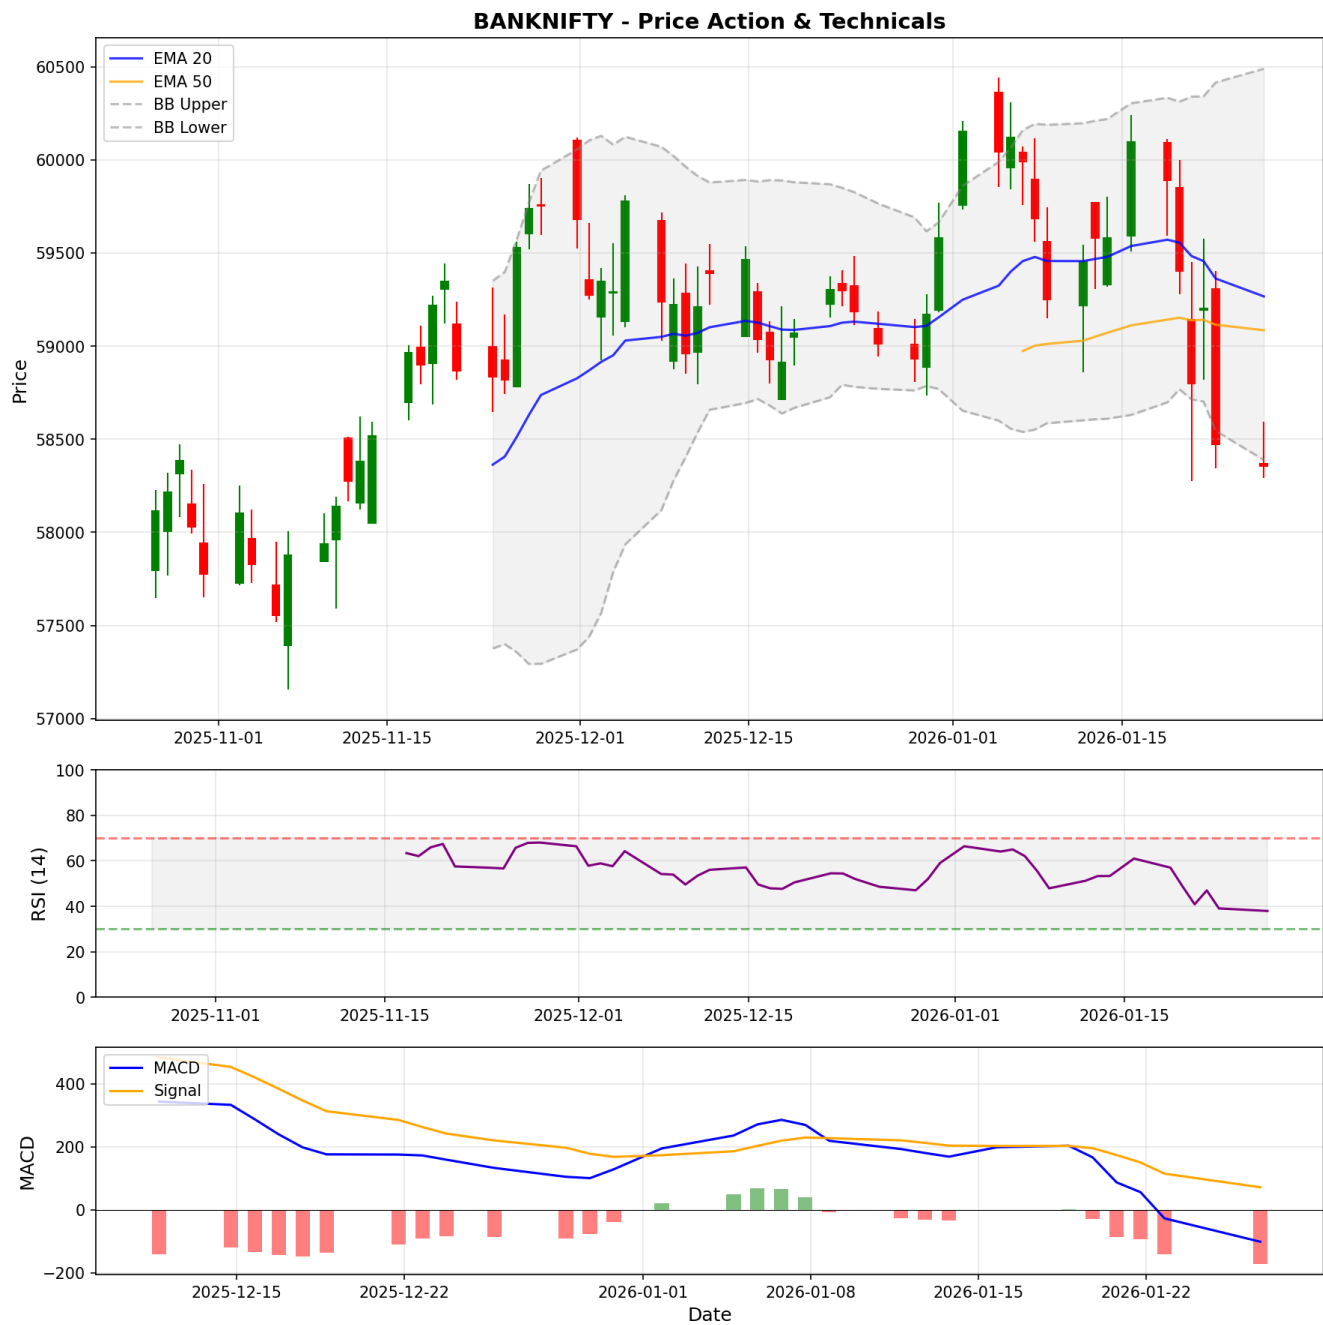 BANKNIFTY - Price Action & Technicals
EMA 20
EMA 50
BB Upper
BB Lower
Price
60500
60000
59500
59000
58500
58000
57500
57000
2025-11-01 2025-11-15 2025-12-01 2025-12-15 2026-01-01 2026-01-15
RSI (14)
100
80
60
40
20
0
2025-11-01 2025-11-15 2025-12-01 2025-12-15 2026-01-01 2026-01-15
MACD
Signal
MACD
400
200
0
−200
2025-12-15 2025-12-22 2026-01-01 2026-01-08 2026-01-15 2026-01-22
Date